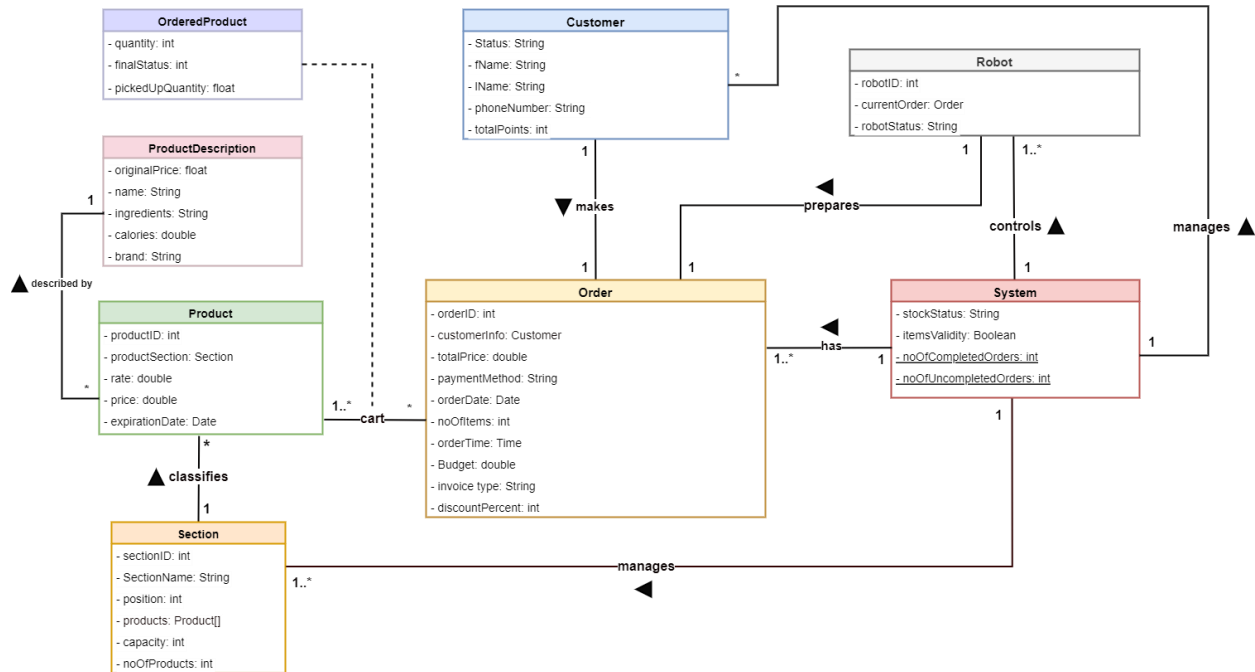 OrderedProduct
- quantity: int
- finalStatus: int
- pickedUpQuantity: float
Customer
- Status: String
- fName: String
- lName: String
- phoneNumber: String
- totalPoints: int
*
Robot
- robotID: int
- currentOrder: Order
- robotStatus: String
ProductDescription
- originalPrice: float
- name: String
- ingredients: String
- calories: double
- brand: String
1
described by
*
1
makes
1
1
prepares
1
1..*
controls
1
manages
1
Product
- productID: int
- productSection: Section
- rate: double
- price: double
- expirationDate: Date
1..*
cart
*
Order
- orderID: int
- customerInfo: Customer
- totalPrice: double
- paymentMethod: String
- orderDate: Date
- noOfItems: int
- orderTime: Time
- Budget: double
- invoice type: String
- discountPercent: int
1..*
has
1
System
- stockStatus: String
- itemsValidity: Boolean
- noOfCompletedOrders: int
- noOfUncompletedOrders: int
1
*
classifies
1
Section
- sectionID: int
- SectionName: String
- position: int
- products: Product[]
- capacity: int
- noOfProducts: int
1..*
manages